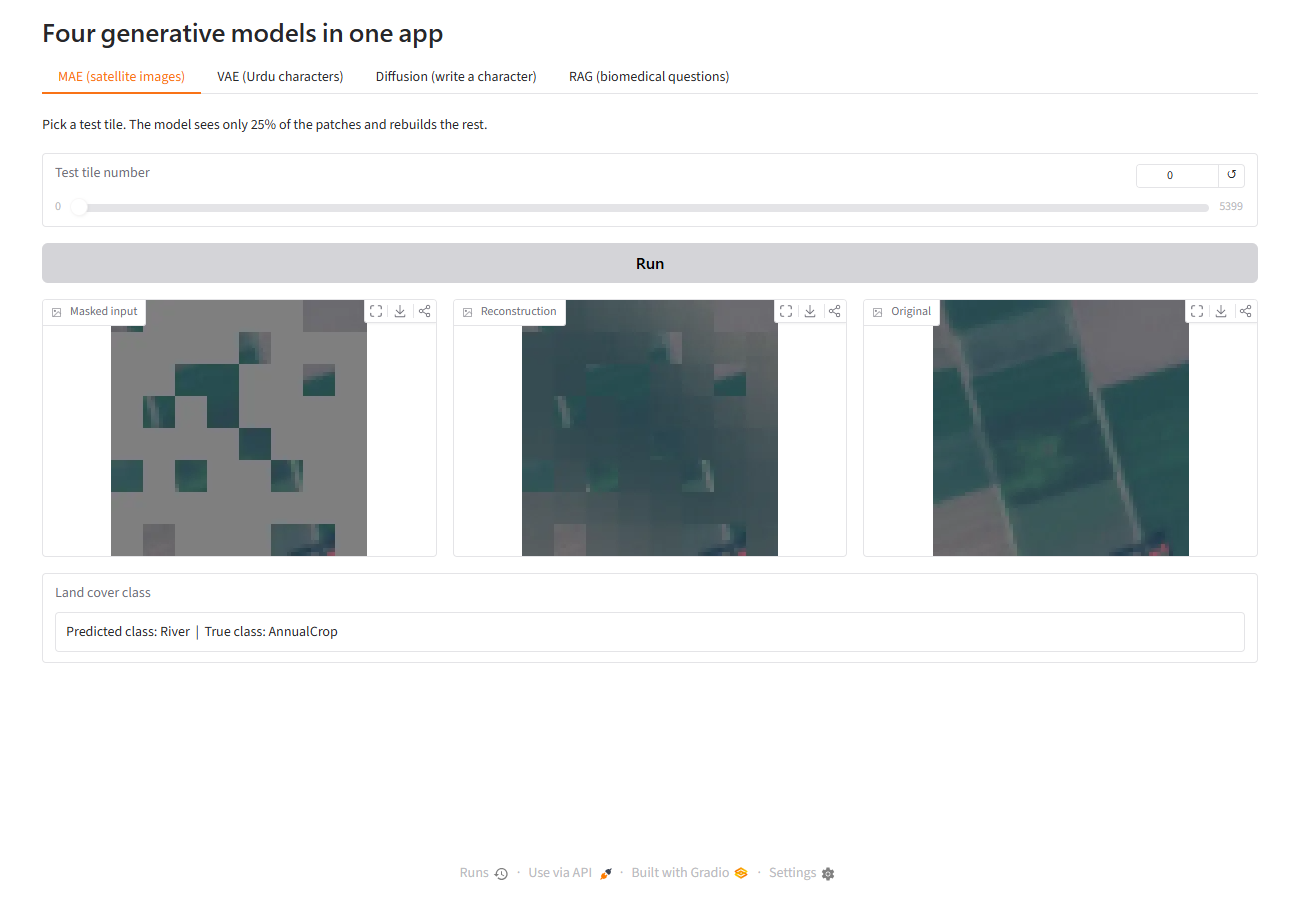 Four generative models in one app
MAE (satellite images) VAE (Urdu characters) Diffusion (write a character) RAG (biomedical questions)
Pick a test tile. The model sees only 25% of the patches and rebuilds the rest.
Test tile number
0
0 5399
Run
Masked input Reconstruction Original
Land cover class
Predicted class: River | True class: AnnualCrop
Runs · Use via API · Built with Gradio · Settings